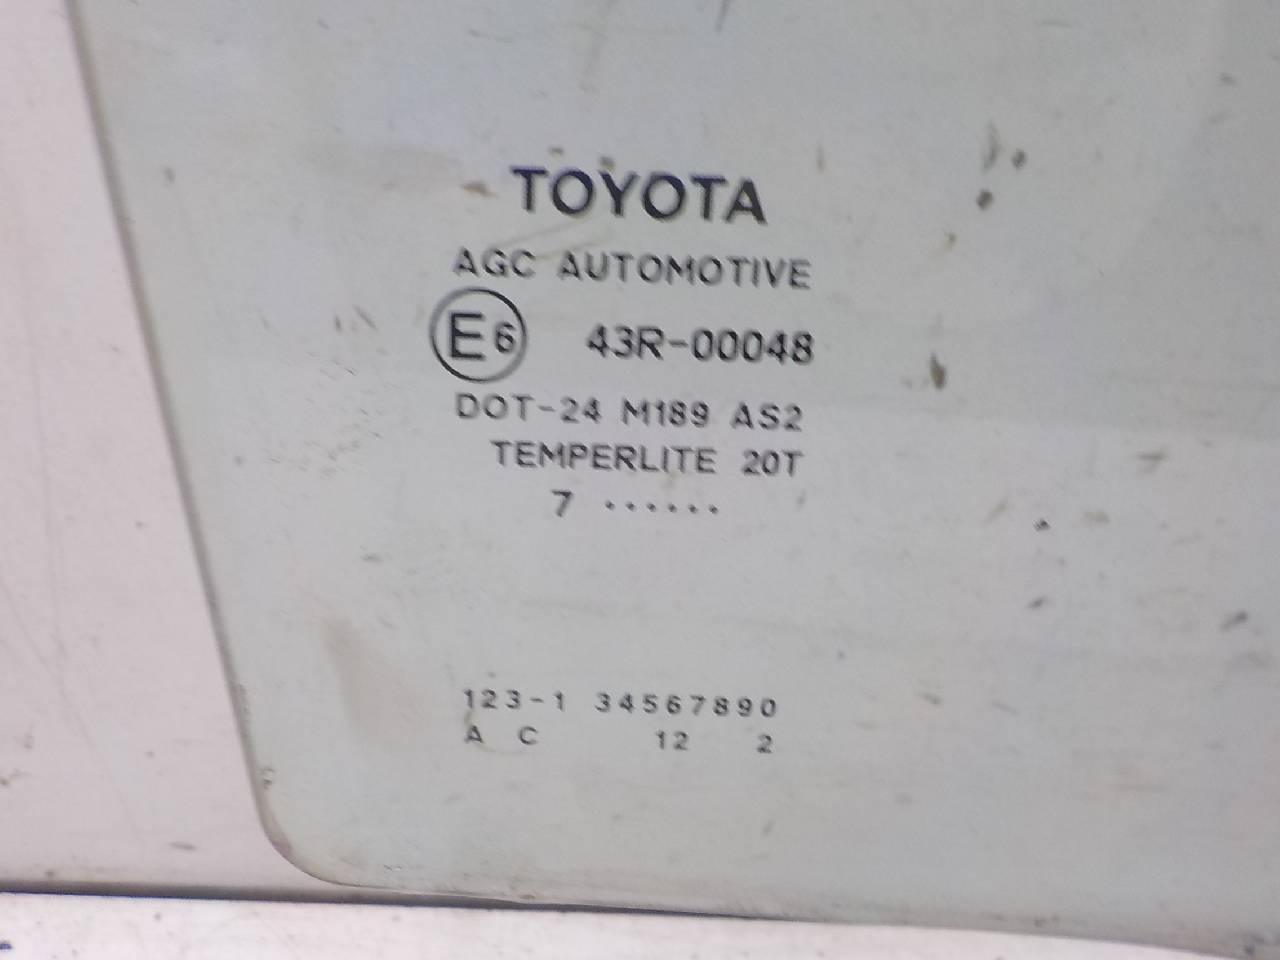 TOYOTA
AGC AUTOMOTIVE
E6 43R-00048
DOT-24 M189 AS2
TEMPERLITE 20T
7 ······
123-1 34567890
A C 12 2